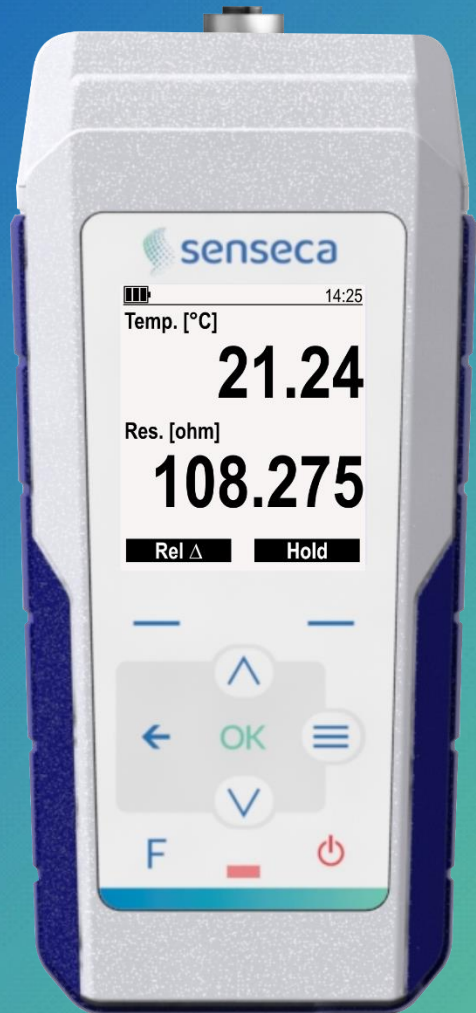 senseca
14:25
Temp. [°C]
21.24
Res. [ohm]
108.275
Rel Δ Hold
OK
F